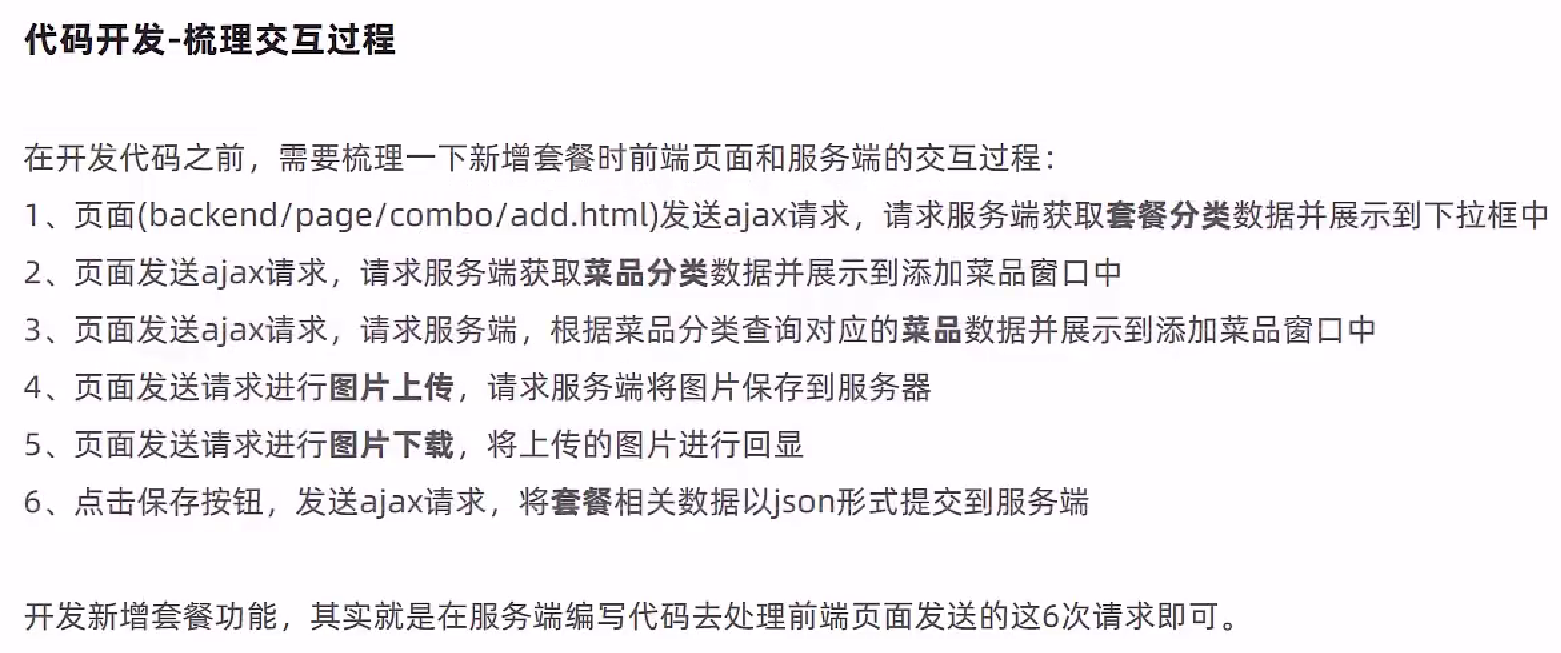 代码开发-梳理交互过程
在开发代码之前，需要梳理一下新增套餐时前端页面和服务端的交互过程：
1、页面(backend/page/combo/add.html)发送ajax请求，请求服务端获取套餐分类数据并展示到下拉框中
2、页面发送ajax请求，请求服务端获取菜品分类数据并展示到添加菜品窗口中
3、页面发送ajax请求，请求服务端，根据菜品分类查询对应的菜品数据并展示到添加菜品窗口中
4、页面发送请求进行图片上传，请求服务端将图片保存到服务器
5、页面发送请求进行图片下载，将上传的图片进行回显
6、点击保存按钮，发送ajax请求，将套餐相关数据以json形式提交到服务端
开发新增套餐功能，其实就是在服务端编写代码去处理前端页面发送的这6次请求即可。